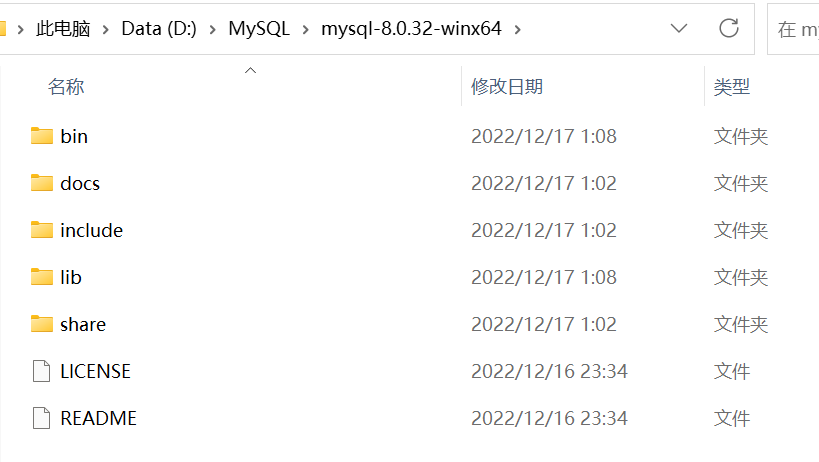 此电脑 > Data (D:) > MySQL > mysql-8.0.32-winx64 > 在 my
名称 修改日期 类型
bin 2022/12/17 1:08 文件夹
docs 2022/12/17 1:02 文件夹
include 2022/12/17 1:02 文件夹
lib 2022/12/17 1:08 文件夹
share 2022/12/17 1:02 文件夹
LICENSE 2022/12/16 23:34 文件
README 2022/12/16 23:34 文件